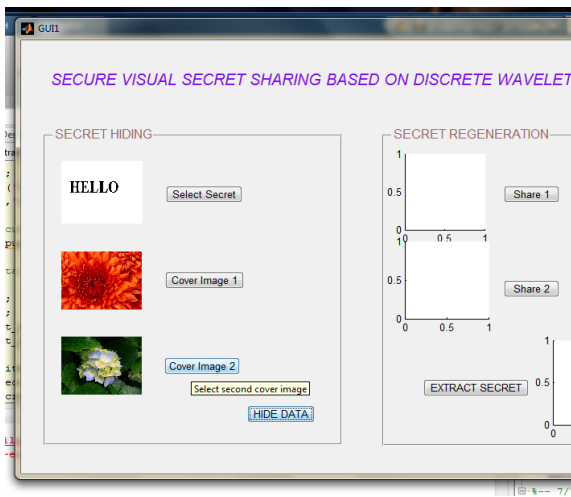 GUI1
SECURE VISUAL SECRET SHARING BASED ON DISCRETE WAVELET
SECRET HIDING
HELLO
Select Secret
Cover Image 1
Cover Image 2
Select second cover image
HIDE DATA
SECRET REGENERATION
1
0.5
0
0 0.5 1
Share 1
1
0.5
0
0 0.5 1
Share 2
EXTRACT SECRET
1
0.5
0
0
%-- 7/